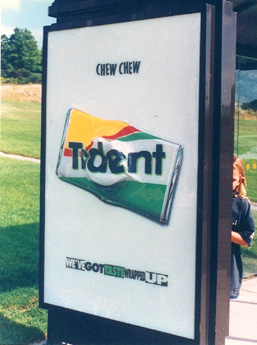 CHEW CHEW
Trident
WE'VE GOT TASTE WRAPPED UP